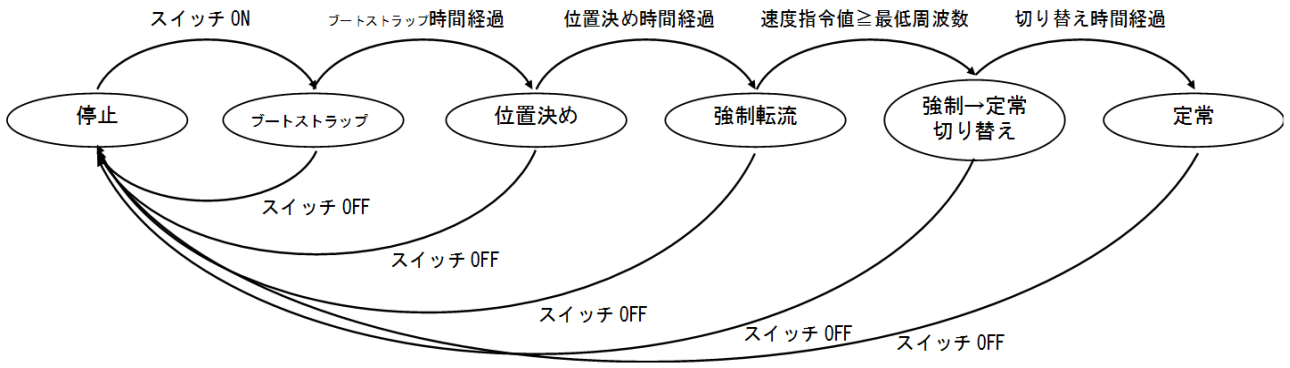 スイッチ ON
ブートストラップ時間経過
位置決め時間経過
速度指令値≧最低周波数
切り替え時間経過
停止
ブートストラップ
位置決め
強制転流
強制→定常
切り替え
定常
スイッチ OFF
スイッチ OFF
スイッチ OFF
スイッチ OFF
スイッチ OFF